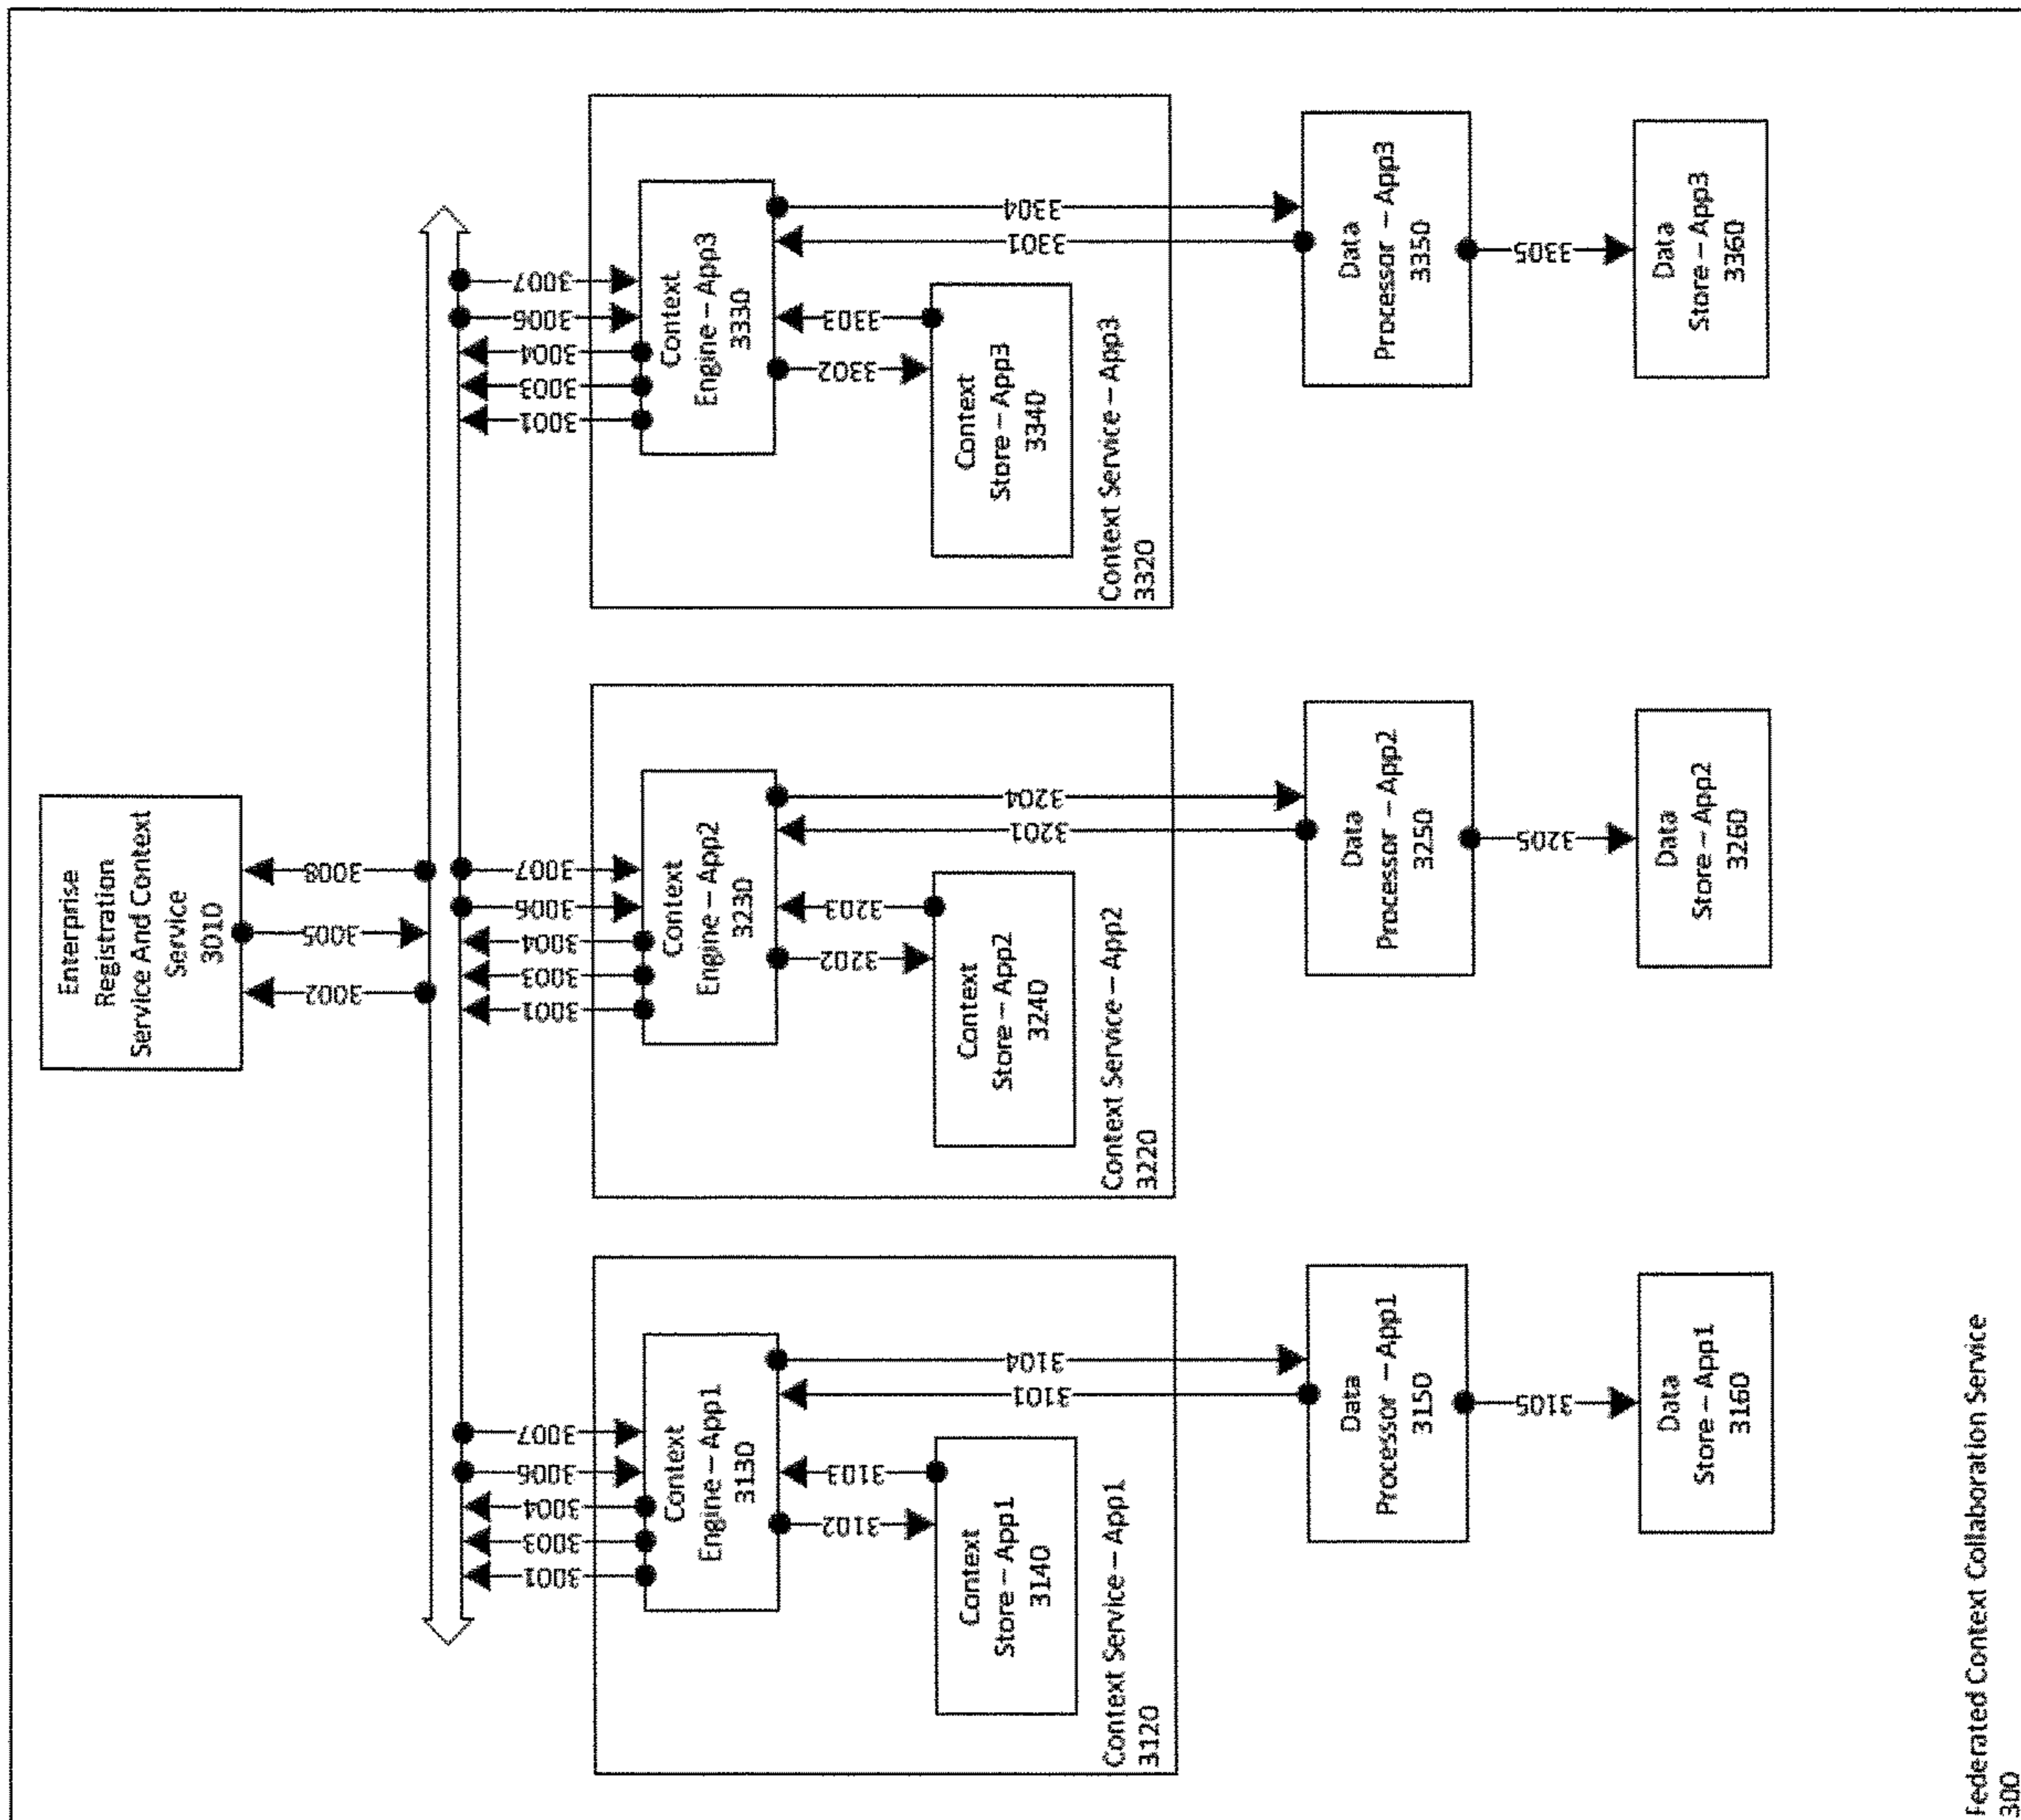 Enterprise
Registration
Service And Context
Service
3010
3002
3005
3008
3001
3003
3004
3006
3007
Context
Engine – App1
3130
3102
3103
Context
Store – App1
3140
Context Service – App1
3120
3101
3104
Data
Processor – App1
3150
3105
Data
Store – App1
3160
3001
3003
3004
3006
3007
Context
Engine – App2
3230
3202
3203
Context
Store – App2
3240
Context Service – App2
3220
3201
3204
Data
Processor – App2
3250
3205
Data
Store – App2
3260
3001
3003
3004
3006
3007
Context
Engine – App3
3330
3302
3303
Context
Store – App3
3340
Context Service – App3
3320
3301
3304
Data
Processor – App3
3350
3305
Data
Store – App3
3360
Federated Context Collaboration Service
300